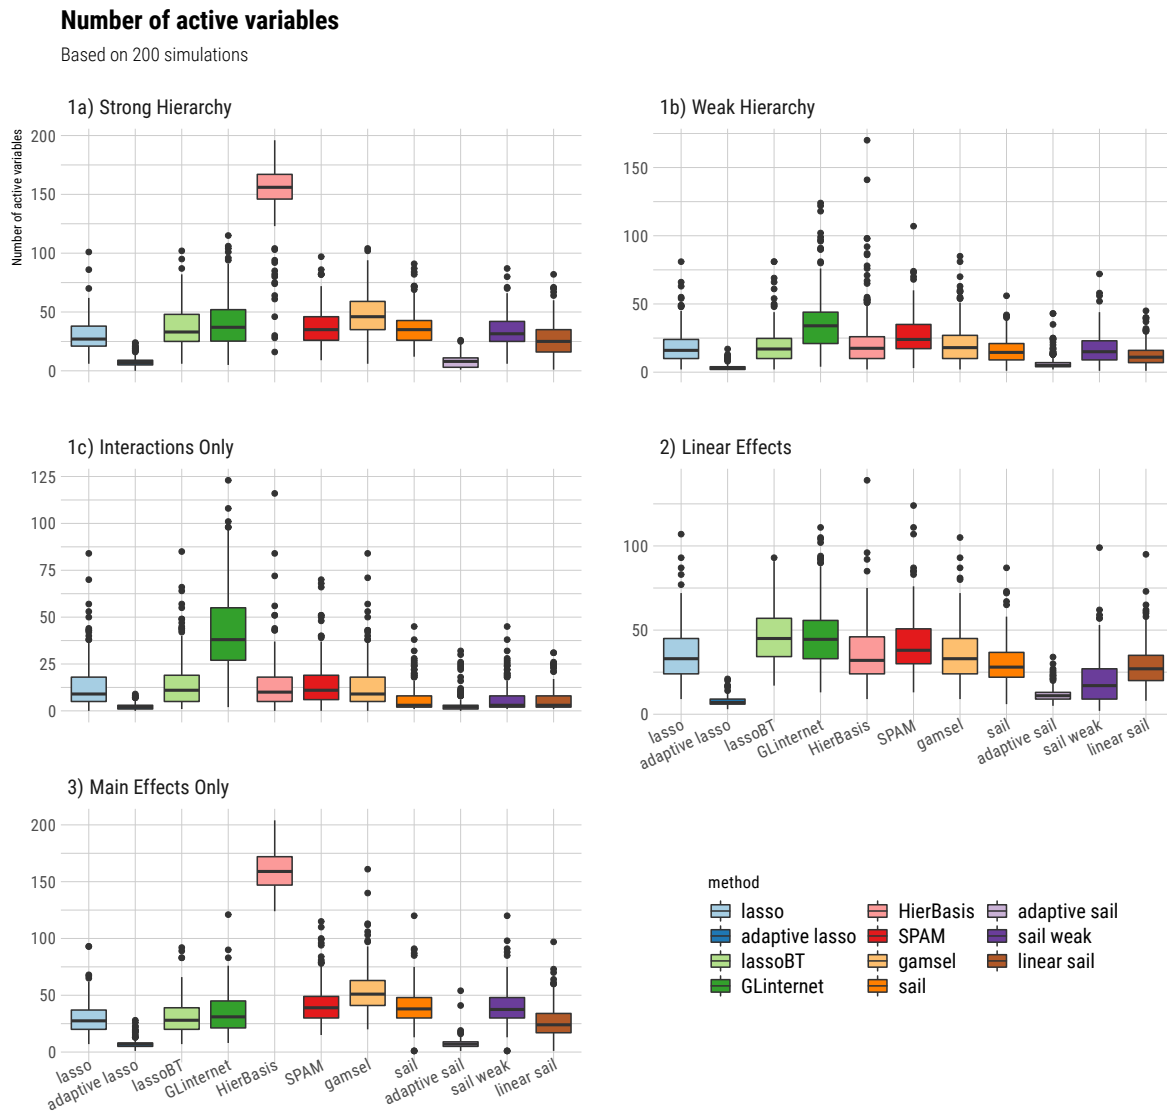 Number of active variables
Based on 200 simulations
1a) Strong Hierarchy
1b) Weak Hierarchy
Number of active variables
200
150
100
50
0
150
100
50
0
1c) Interactions Only
2) Linear Effects
125
100
75
50
25
0
100
50
0
lasso
adaptive lasso
lassoBT
GLinternet
HierBasis
SPAM
gamsel
sail
adaptive sail
sail weak
linear sail
3) Main Effects Only
200
150
100
50
0
lasso
adaptive lasso
lassoBT
GLinternet
HierBasis
SPAM
gamsel
sail
adaptive sail
sail weak
linear sail
method
lasso
adaptive lasso
lassoBT
GLinternet
HierBasis
SPAM
gamsel
sail
adaptive sail
sail weak
linear sail